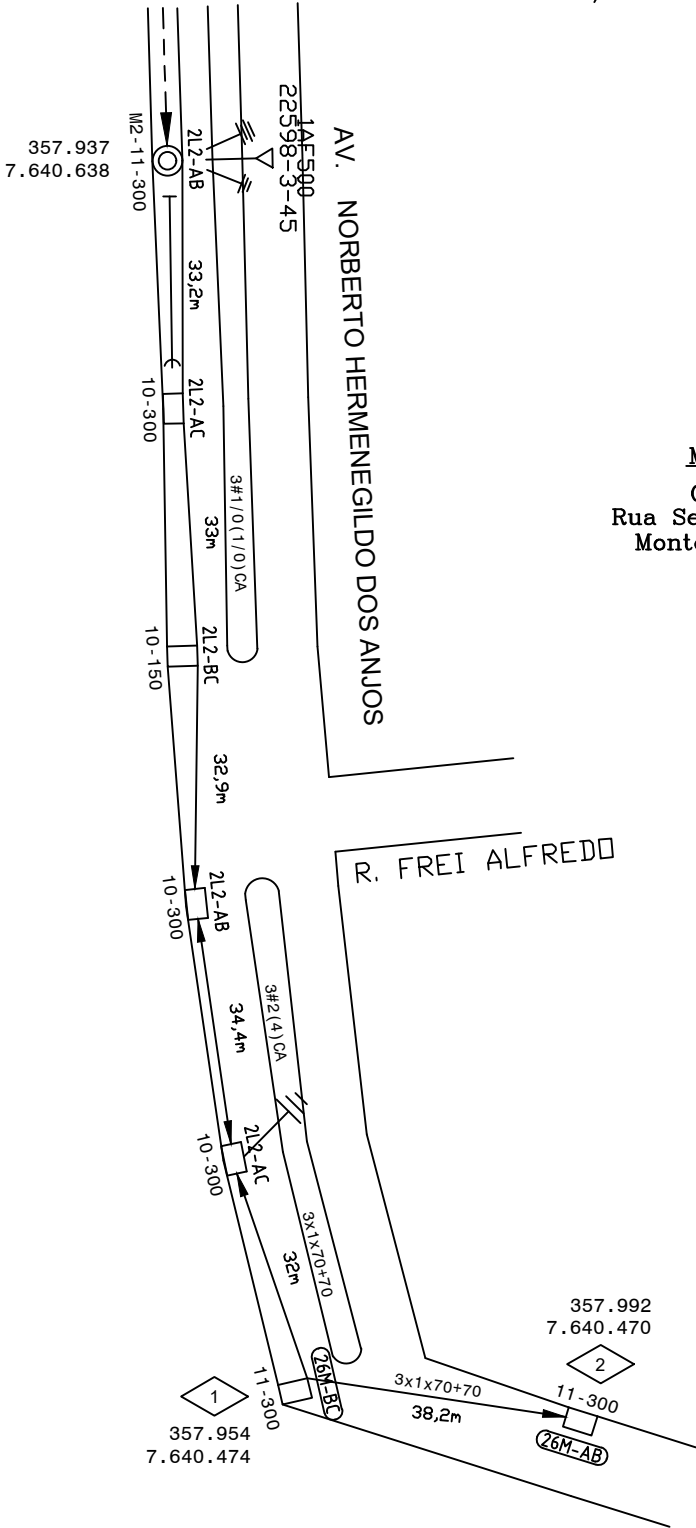 357.937
7.640.638
M2-11-300
2L2-AB
1AF500
22598-3-45
AV. NORBERTO HERMENEGILDO DOS ANJOS
33,2m
10-300
2L2-AC
33m
3#1/0(1/0)CA
Rua Se
Mont
10-150
2L2-BC
32,9m
R. FREI ALFREDO
10-300
2L2-AB
34,4m
3#2(4)CA
10-300
2L2-AC
32m
3x1x70+70
357.992
7.640.470
2
11-300
26M-BC
3x1x70+70
38,2m
11-300
26M-AB
1
357.954
7.640.474